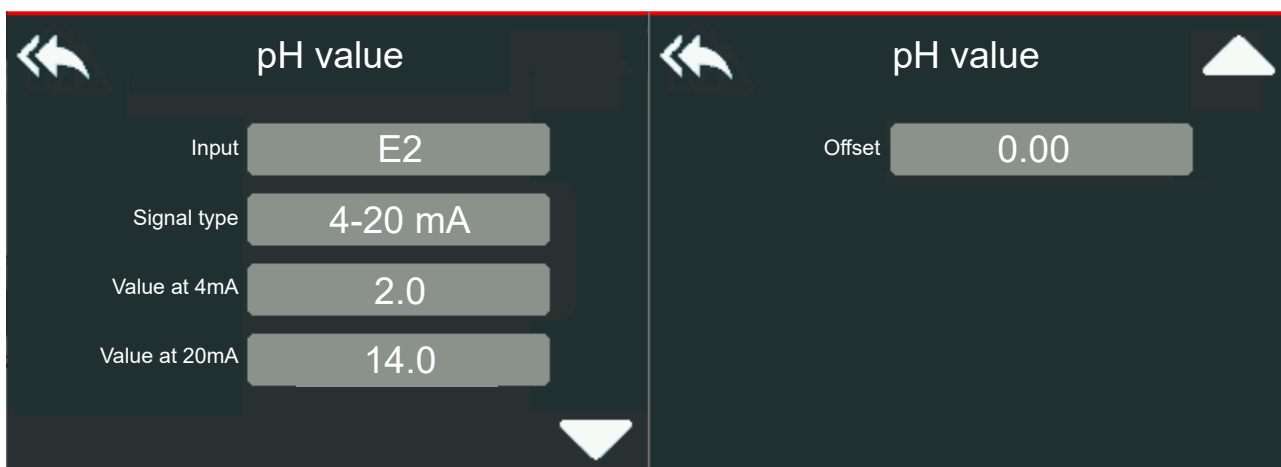 pH value
Input E2
Signal type 4-20 mA
Value at 4mA 2.0
Value at 20mA 14.0
pH value
Offset 0.00